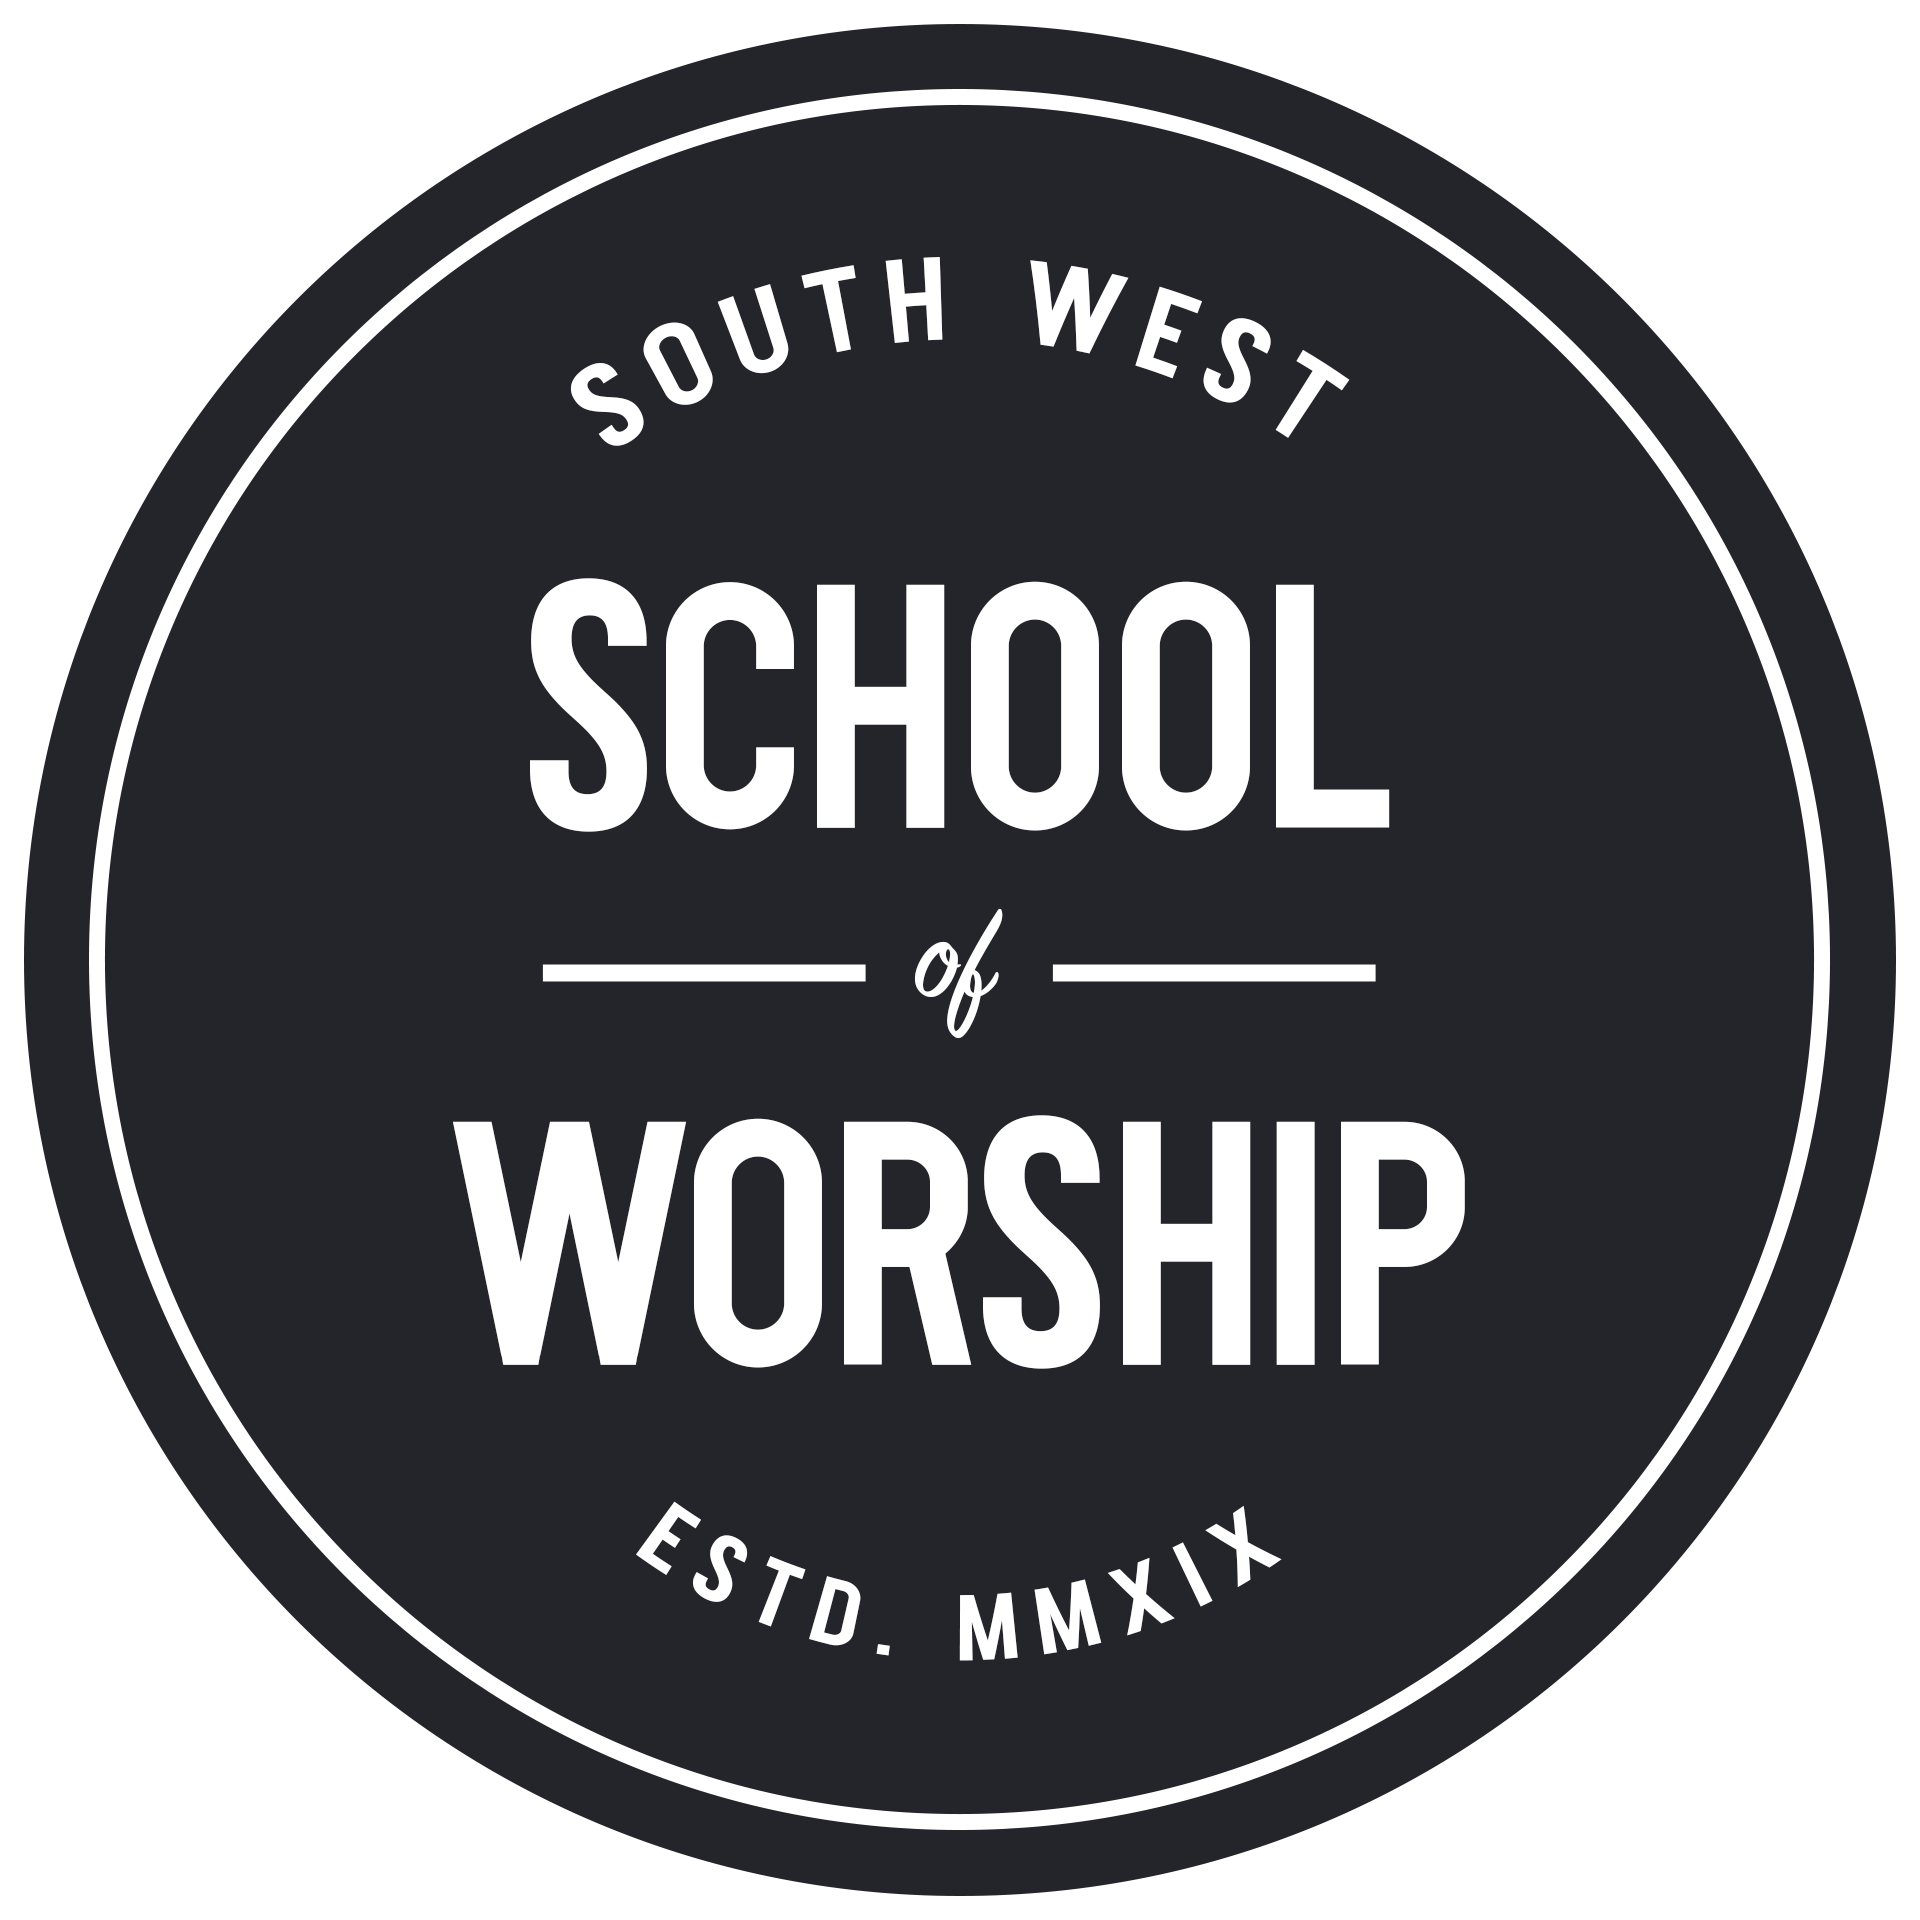 SOUTH WEST
SCHOOL
of
WORSHIP
ESTD. MMXIX